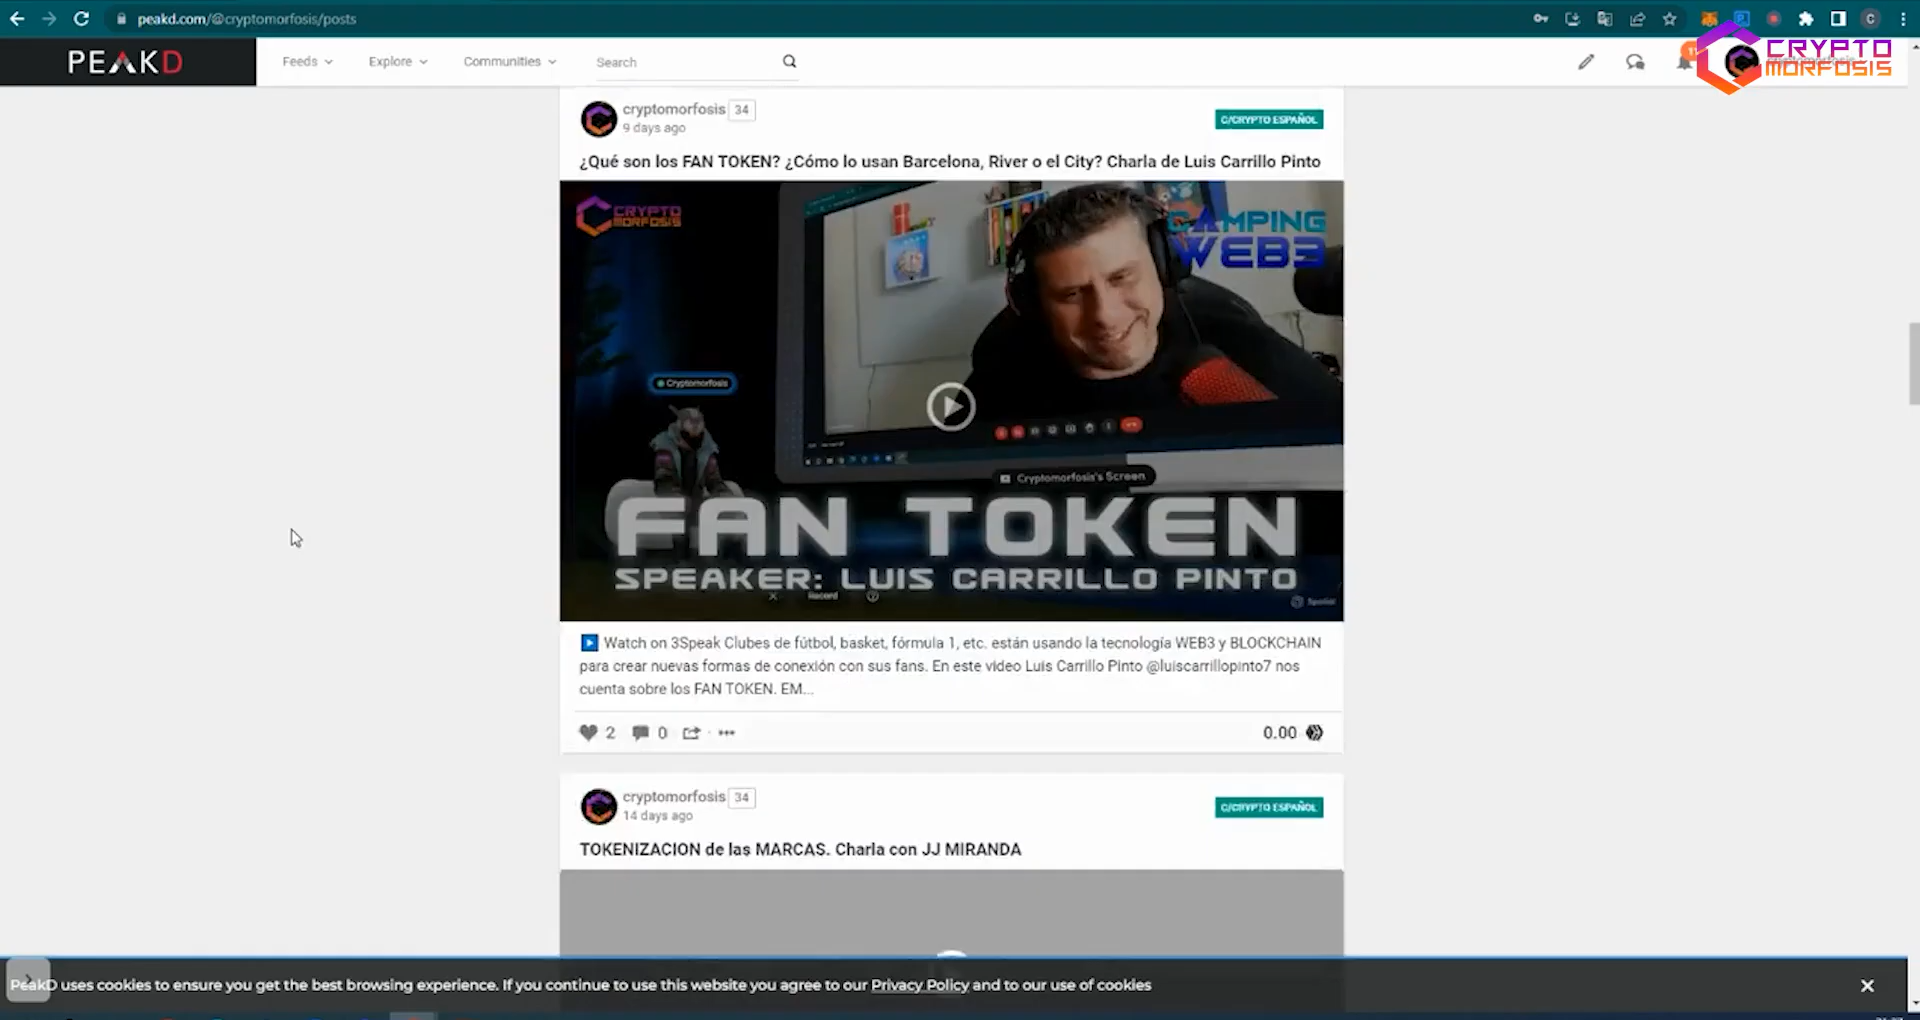 peakd.com/@cryptomorfosis/posts
PEAKD
Feeds
Explore
Communities
Search
CRYPTO
MORFOSIS
cryptomorfosis 34
9 days ago
C/CRYPTO ESPAÑOL
¿Qué son los FAN TOKEN? ¿Cómo lo usan Barcelona, River o el City? Charla de Luis Carrillo Pinto
CRYPTO
MORFOSIS
CAMPING
WEB3
Cryptomorfosis
Cryptomorfosis's Screen
FAN TOKEN
SPEAKER: LUIS CARRILLO PINTO
Record
Spatial
Watch on 3Speak Clubes de fútbol, basket, fórmula 1, etc. están usando la tecnología WEB3 y BLOCKCHAIN
para crear nuevas formas de conexión con sus fans. En este video Luis Carrillo Pinto @luiscarrillopinto7 nos
cuenta sobre los FAN TOKEN. EM...
2
0
0.00
cryptomorfosis 34
14 days ago
C/CRYPTO ESPAÑOL
TOKENIZACION de las MARCAS. Charla con JJ MIRANDA
PeakD uses cookies to ensure you get the best browsing experience. If you continue to use this website you agree to our Privacy Policy and to our use of cookies